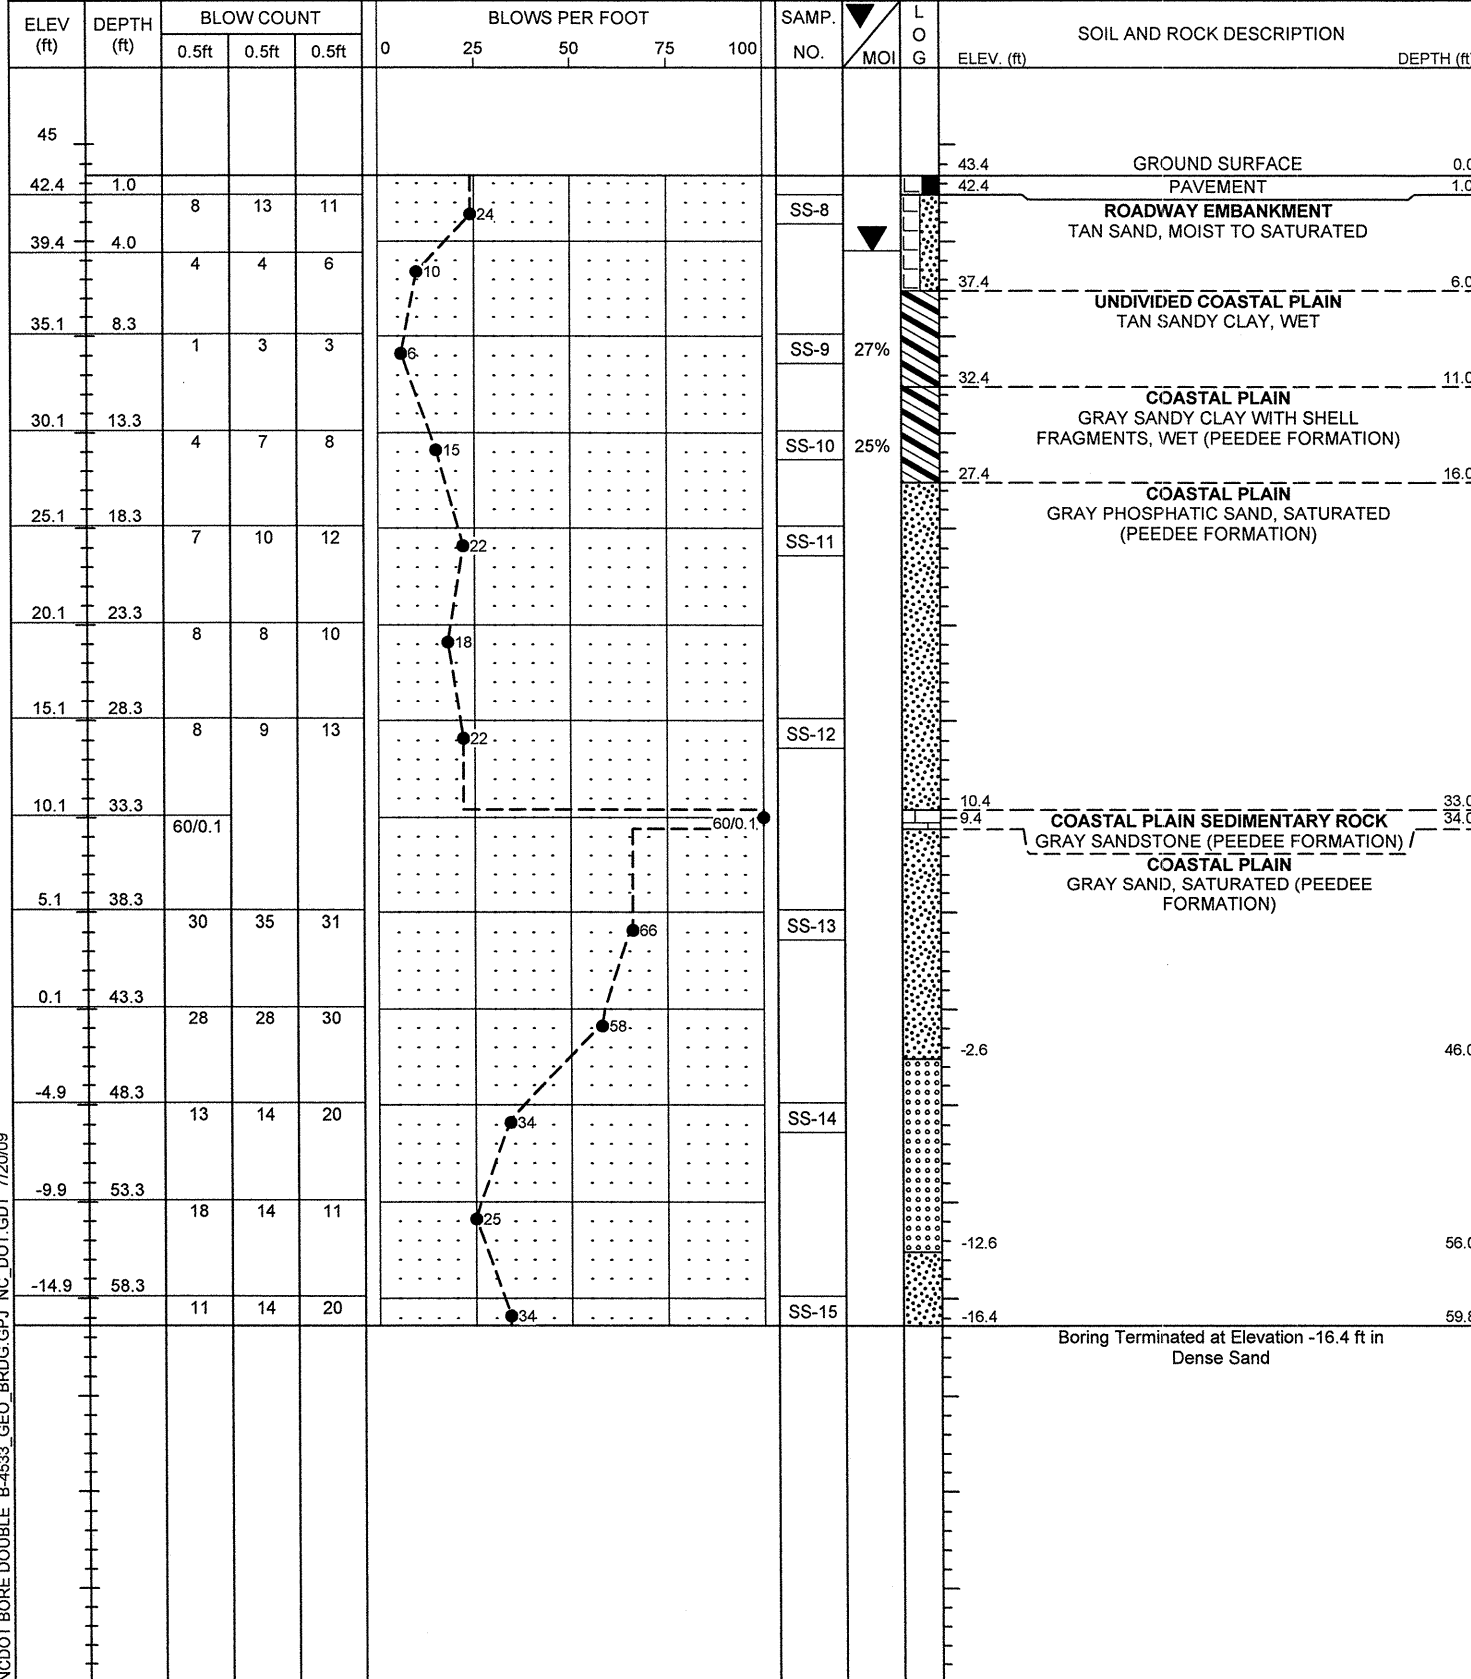 ELEV (ft) DEPTH (ft) BLOW COUNT BLOWS PER FOOT SAMP. NO. MOI LOG SOIL AND ROCK DESCRIPTION
0.5ft 0.5ft 0.5ft 0 25 50 75 100 ELEV. (ft) DEPTH (ft
45
43.4 GROUND SURFACE 0.0
42.4 1.0 42.4 PAVEMENT 1.0
8 13 11 24 SS-8 ROADWAY EMBANKMENT
TAN SAND, MOIST TO SATURATED
39.4 4.0
4 4 6 10
37.4 6.0
UNDIVIDED COASTAL PLAIN
35.1 8.3 TAN SANDY CLAY, WET
1 3 3 6 SS-9 27%
32.4 11.0
COASTAL PLAIN
30.1 13.3 GRAY SANDY CLAY WITH SHELL
4 7 8 15 SS-10 25% FRAGMENTS, WET (PEEDEE FORMATION)
27.4 16.0
COASTAL PLAIN
25.1 18.3 GRAY PHOSPHATIC SAND, SATURATED
7 10 12 22 SS-11 (PEEDEE FORMATION)
20.1 23.3
8 8 10 18
15.1 28.3
8 9 13 22 SS-12
10.1 33.3 10.4 33.0
60/0.1 60/0.1 9.4 COASTAL PLAIN SEDIMENTARY ROCK 34.0
GRAY SANDSTONE (PEEDEE FORMATION)
COASTAL PLAIN
5.1 38.3 GRAY SAND, SATURATED (PEEDEE
FORMATION)
30 35 31 66 SS-13
0.1 43.3
28 28 30 58
-2.6 46.0
-4.9 48.3
13 14 20 34 SS-14
-9.9 53.3
18 14 11 25
-12.6 56.0
-14.9 58.3
11 14 20 34 SS-15 -16.4 59.8
Boring Terminated at Elevation -16.4 ft in
Dense Sand
NCDOT BORE DOUBLE B-4533_GEO_BRDG.GPJ NC_DOT.GDT 7/20/09